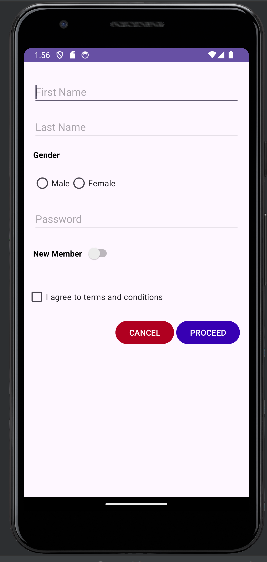 1:56
First Name
Last Name
Gender
Male Female
Password
New Member
I agree to terms and conditions
CANCEL PROCEED